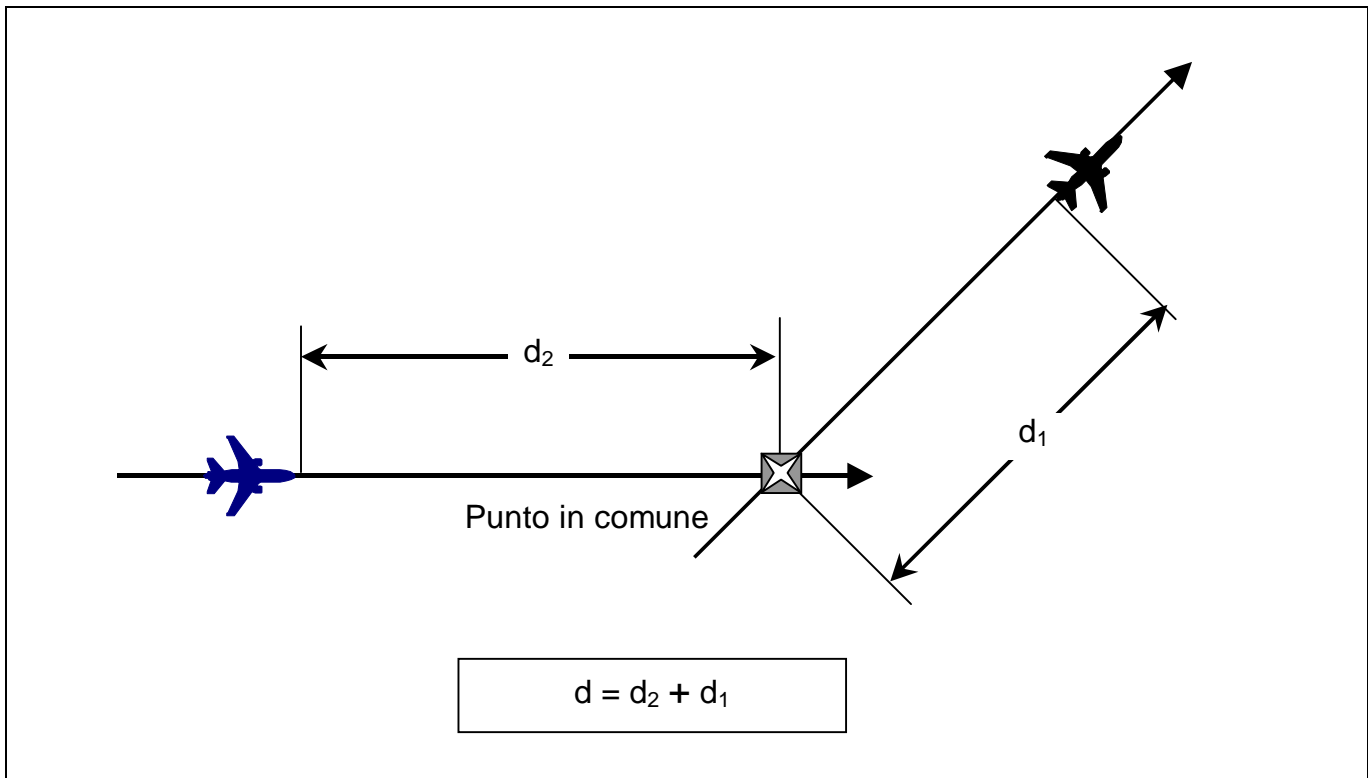 d₂
d₁
Punto in comune
d = d₂ + d₁